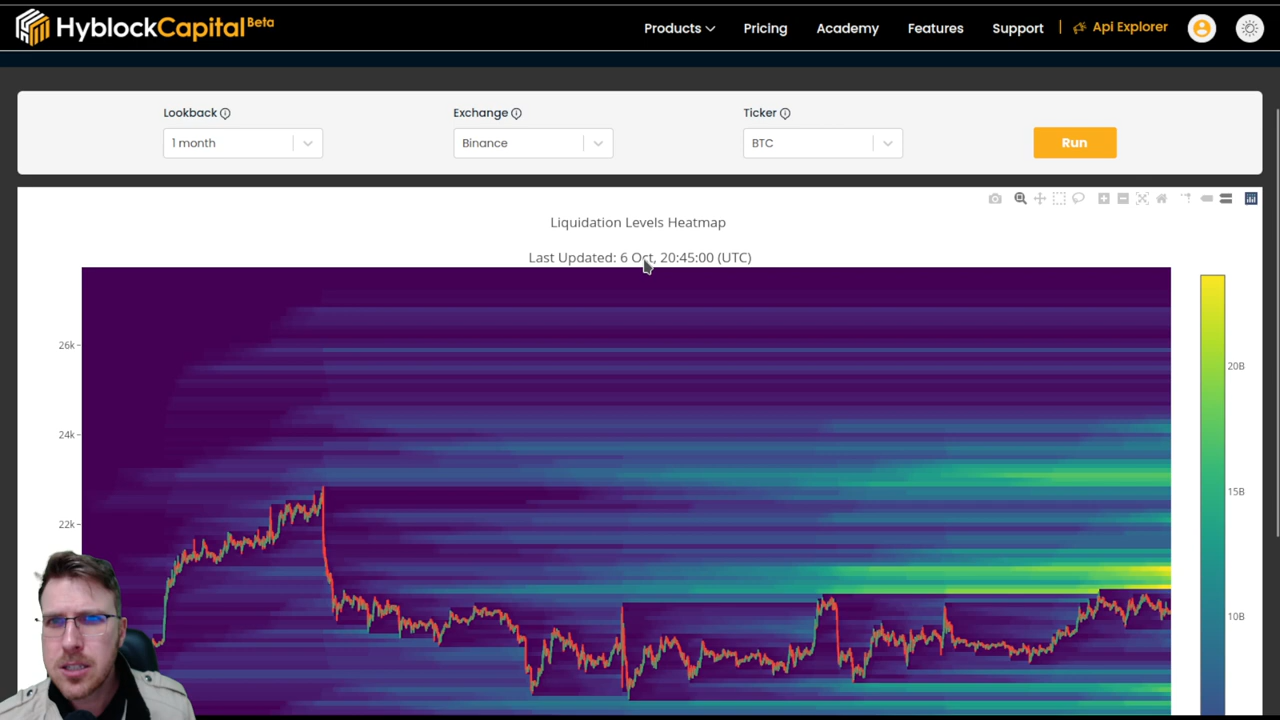 HyblockCapital Beta
Products
Pricing
Academy
Features
Support
Api Explorer
Lookback
Exchange
Ticker
1 month
Binance
BTC
Run
Liquidation Levels Heatmap
Last Updated: 6 Oct, 20:45:00 (UTC)
26k
24k
22k
20B
15B
10B